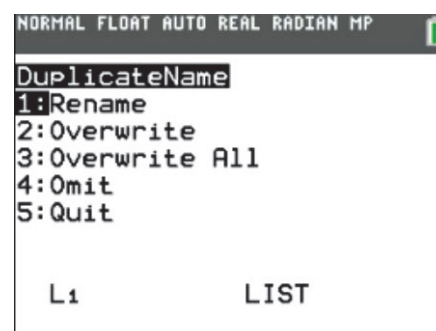 NORMAL FLOAT AUTO REAL RADIAN MP
DuplicateName
1:Rename
2:Overwrite
3:Overwrite All
4:Omit
5:Quit
L₁ LIST